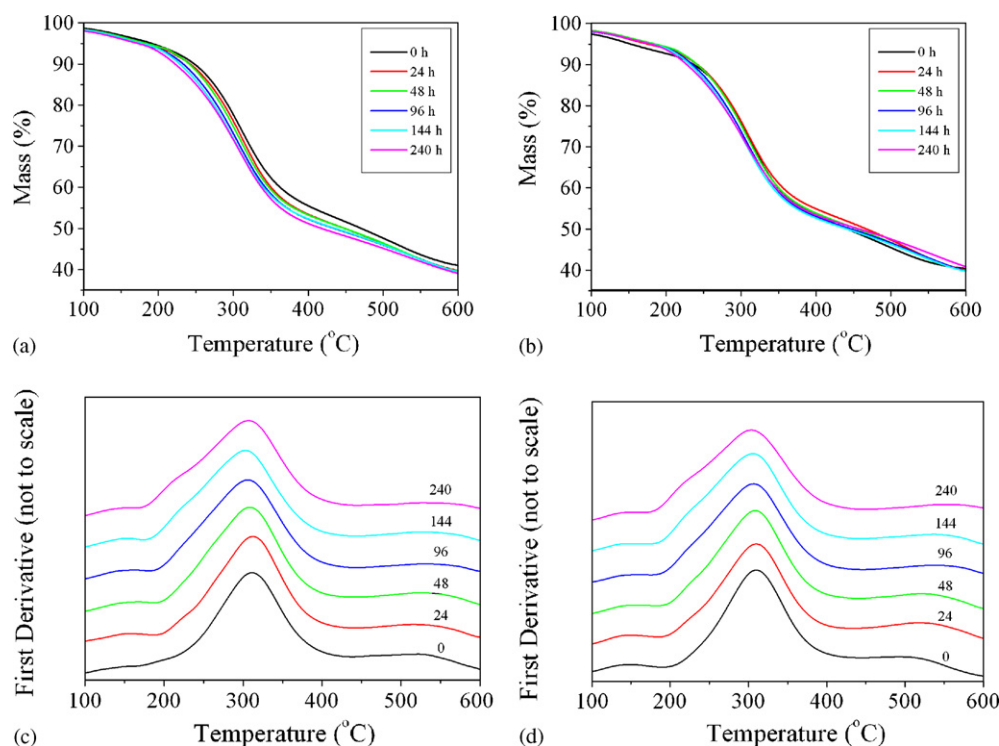 100
90
80
70
60
50
40
Mass (%)
0 h
24 h
48 h
96 h
144 h
240 h
100 200 300 400 500 600
Temperature (°C)
(a)
100
90
80
70
60
50
40
Mass (%)
0 h
24 h
48 h
96 h
144 h
240 h
100 200 300 400 500 600
Temperature (°C)
(b)
First Derivative (not to scale)
240
144
96
48
24
0
100 200 300 400 500 600
Temperature (°C)
(c)
First Derivative (not to scale)
240
144
96
48
24
0
100 200 300 400 500 600
Temperature (°C)
(d)